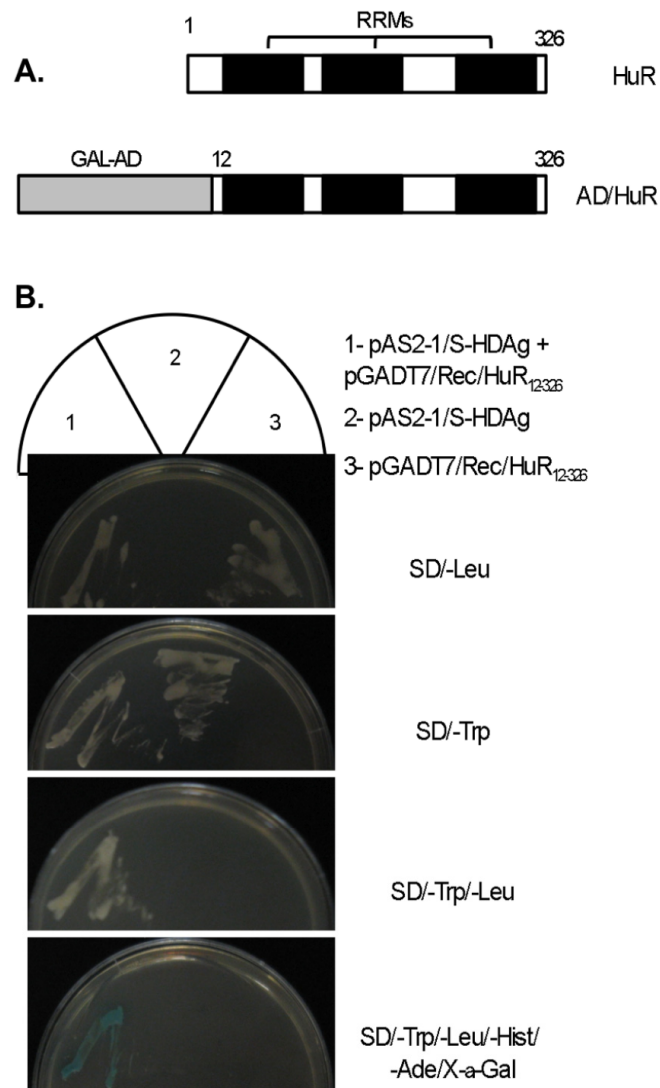 A.
RRMs
1
326
HuR
GAL-AD
12
326
AD/HuR
B.
1
2
3
1- pAS2-1/S-HDAg +
pGADT7/Rec/HuR12-326
2- pAS2-1/S-HDAg
3- pGADT7/Rec/HuR12-326
SD/-Leu
SD/-Trp
SD/-Trp/-Leu
SD/-Trp/-Leu/-Hist/
-Ade/X-a-Gal